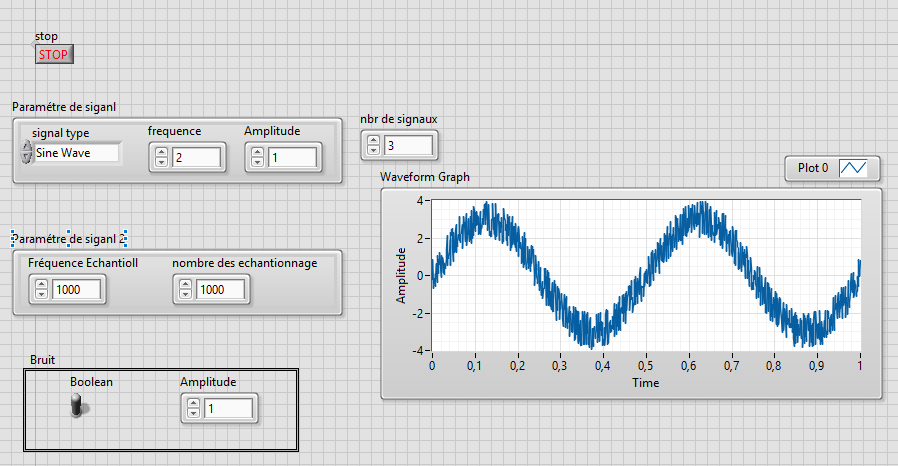 stop
STOP
Paramétre de siganl
signal type
frequence
Amplitude
Sine Wave
2
1
nbr de signaux
3
Plot 0
Waveform Graph
Amplitude
4
2
0
-2
-4
0
0,1
0,2
0,3
0,4
0,5
0,6
0,7
0,8
0,9
1
Time
Paramétre de siganl 2
Fréquence Echantioll
nombre des echantionnage
1000
1000
Bruit
Boolean
Amplitude
1